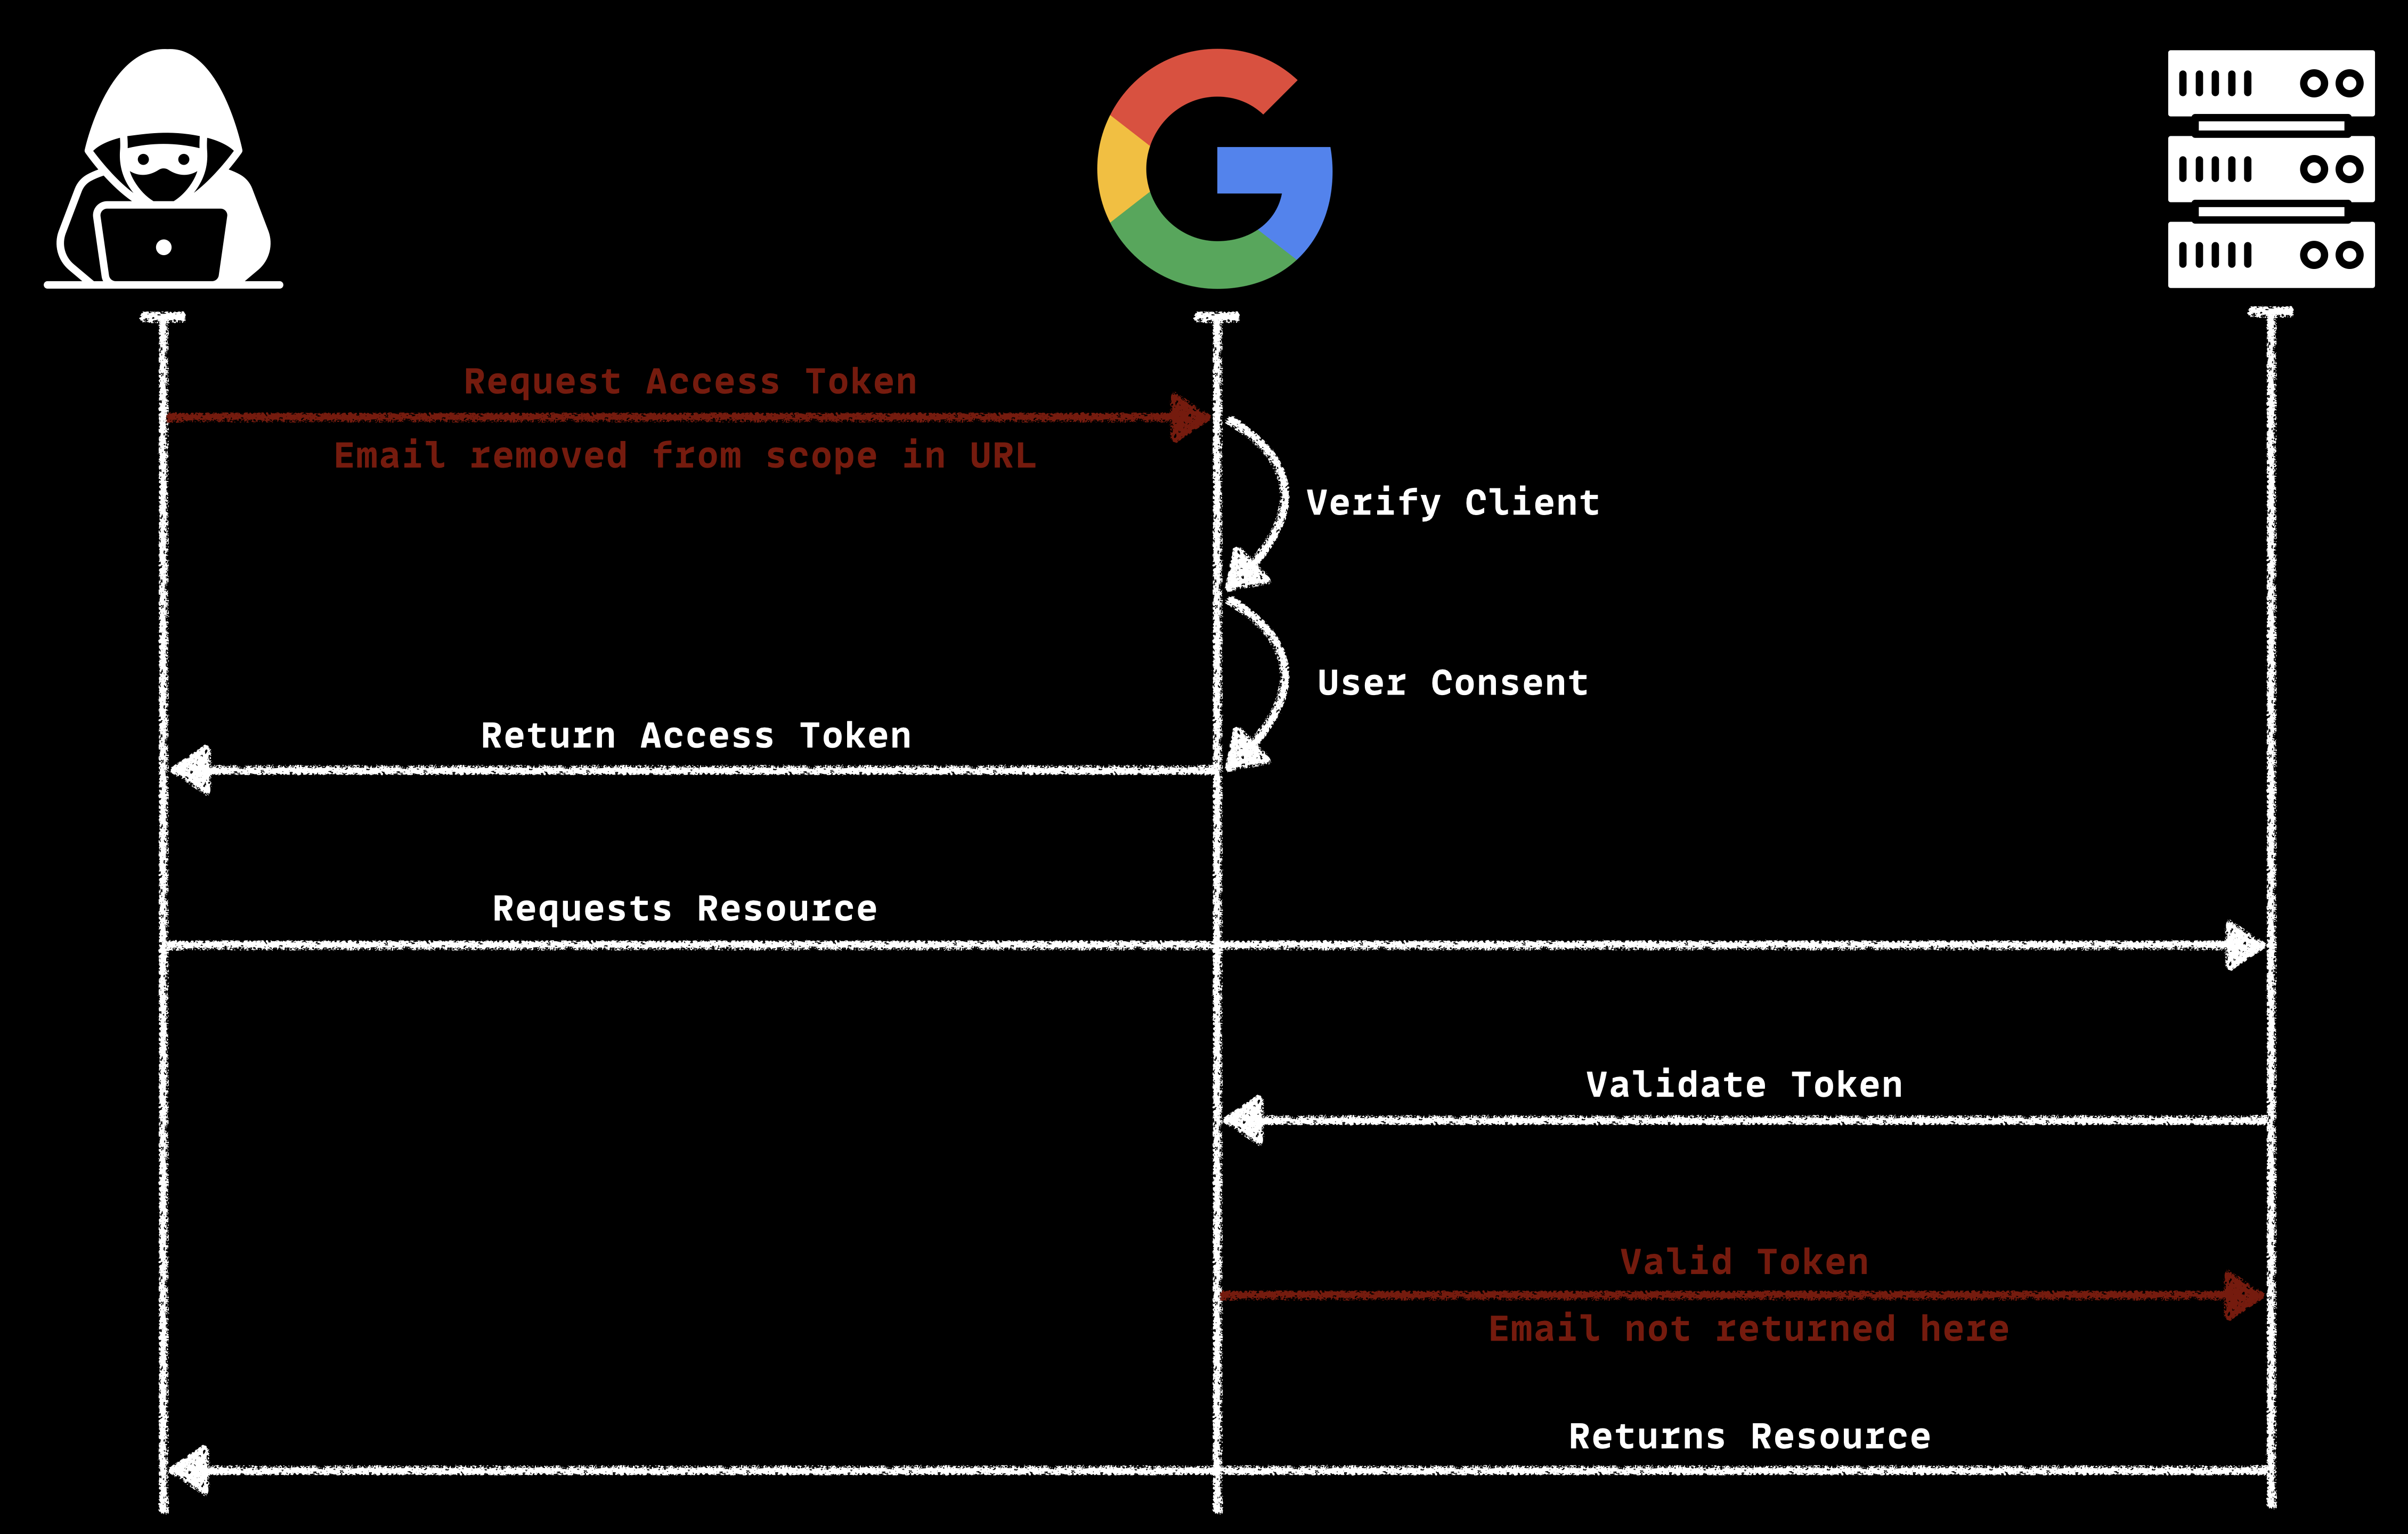 Request Access Token
Email removed from scope in URL
Verify Client
User Consent
Return Access Token
Requests Resource
Validate Token
Valid Token
Email not returned here
Returns Resource